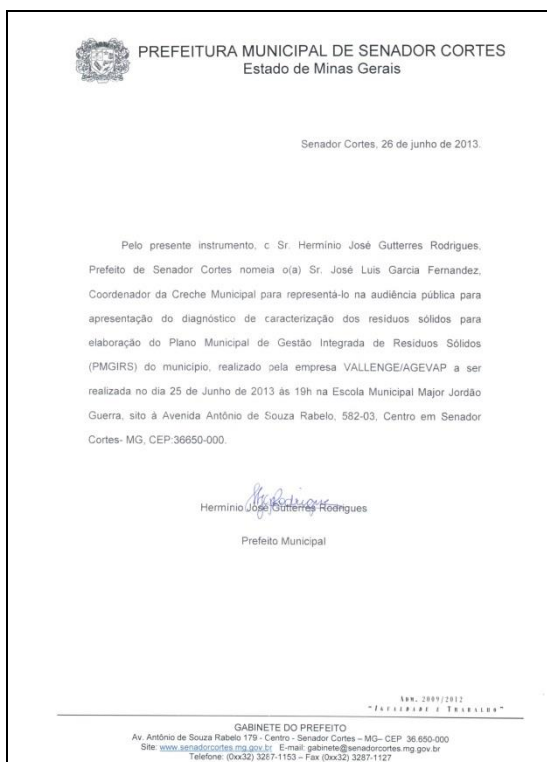 PREFEITURA MUNICIPAL DE SENADOR CORTES
Estado de Minas Gerais
Senador Cortes, 26 de junho de 2013.
Pelo presente instrumento, c Sr. Hermínio José Gutterres Rodrigues,
Prefeito de Senador Cortes nomeia o(a) Sr. José Luis Garcia Fernandez,
Coordenador da Creche Municipal para representá-lo na audiência pública para
apresentação do diagnóstico de caracterização dos resíduos sólidos para
elaboração do Plano Municipal de Gestão Integrada de Resíduos Sólidos
(PMGIRS) do município, realizado pela empresa VALLENGE/AGEVAP a ser
realizada no dia 25 de Junho de 2013 ás 19h na Escola Municipal Major Jordão
Guerra, sito á Avenida Antônio de Souza Rabelo, 582-03, Centro em Senador
Cortes- MG, CEP:36650-000.
Hermínio José Gutterres Rodrigues
Prefeito Municipal
Adm. 2009/2012
e Trabalho"
GABINETE DO PREFEITO
Av. Antônio de Souza Rabelo 179 - Centro - Senador Cortes – MG– CEP 36.650-000
Site: www.senadorcortes.mg.gov.br E-mail: gabinete@senadorcortes.mg.gov.br
Telefone: (0xx32) 3287-1153 – Fax (0xx32) 3287-1127